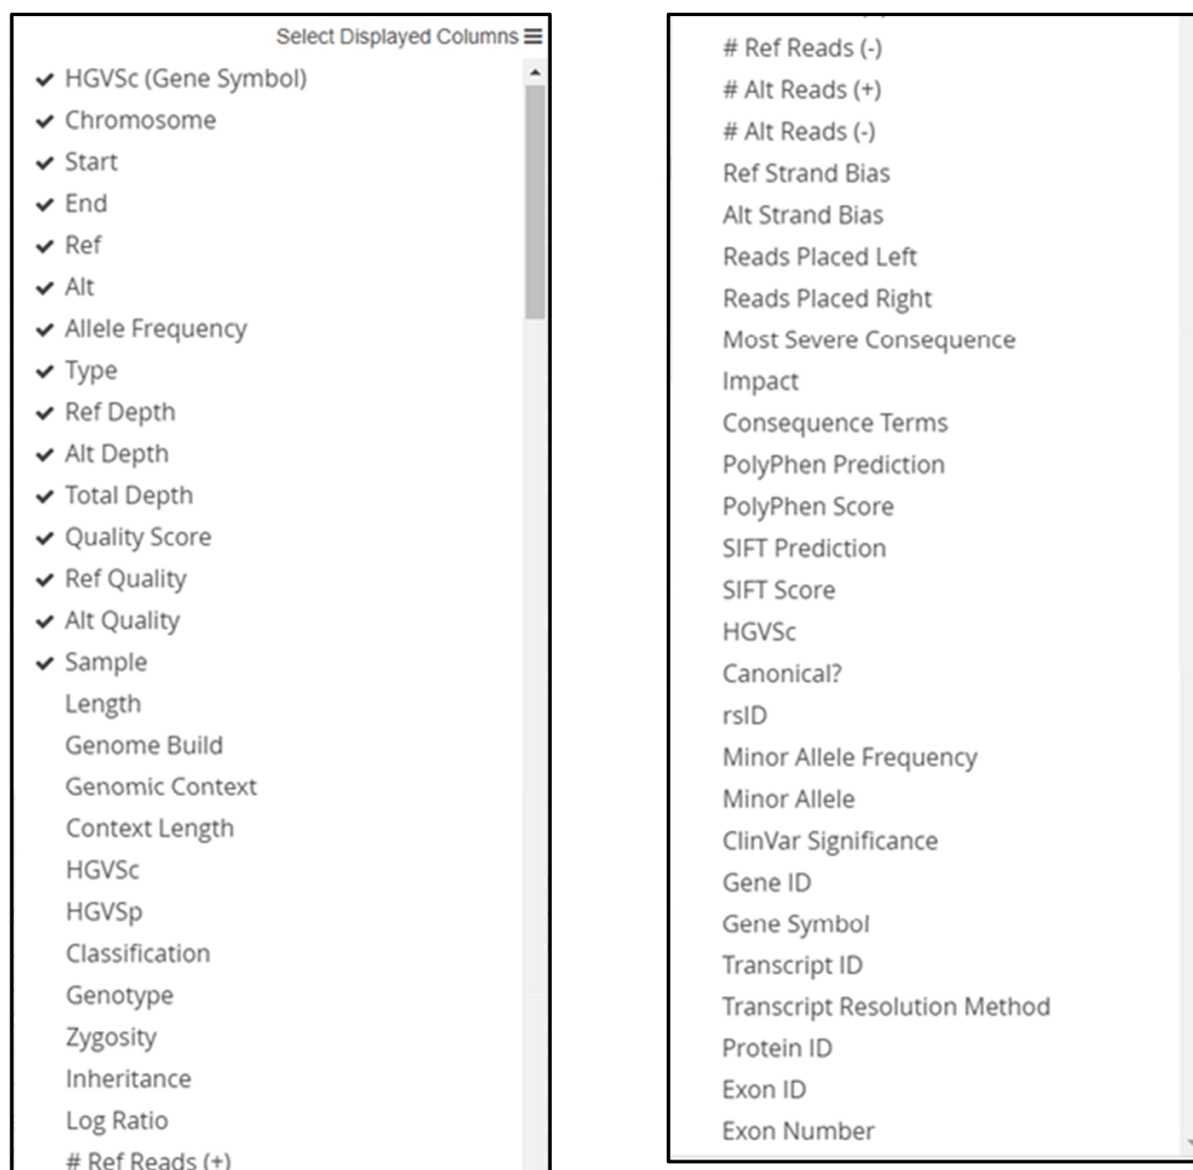 Select Displayed Columns
HGVSc (Gene Symbol)
Chromosome
Start
End
Ref
Alt
Allele Frequency
Type
Ref Depth
Alt Depth
Total Depth
Quality Score
Ref Quality
Alt Quality
Sample
Length
Genome Build
Genomic Context
Context Length
HGVSc
HGVSp
Classification
Genotype
Zygosity
Inheritance
Log Ratio
# Ref Reads (+)
# Ref Reads (-)
# Alt Reads (+)
# Alt Reads (-)
Ref Strand Bias
Alt Strand Bias
Reads Placed Left
Reads Placed Right
Most Severe Consequence
Impact
Consequence Terms
PolyPhen Prediction
PolyPhen Score
SIFT Prediction
SIFT Score
HGVSc
Canonical?
rsID
Minor Allele Frequency
Minor Allele
ClinVar Significance
Gene ID
Gene Symbol
Transcript ID
Transcript Resolution Method
Protein ID
Exon ID
Exon Number